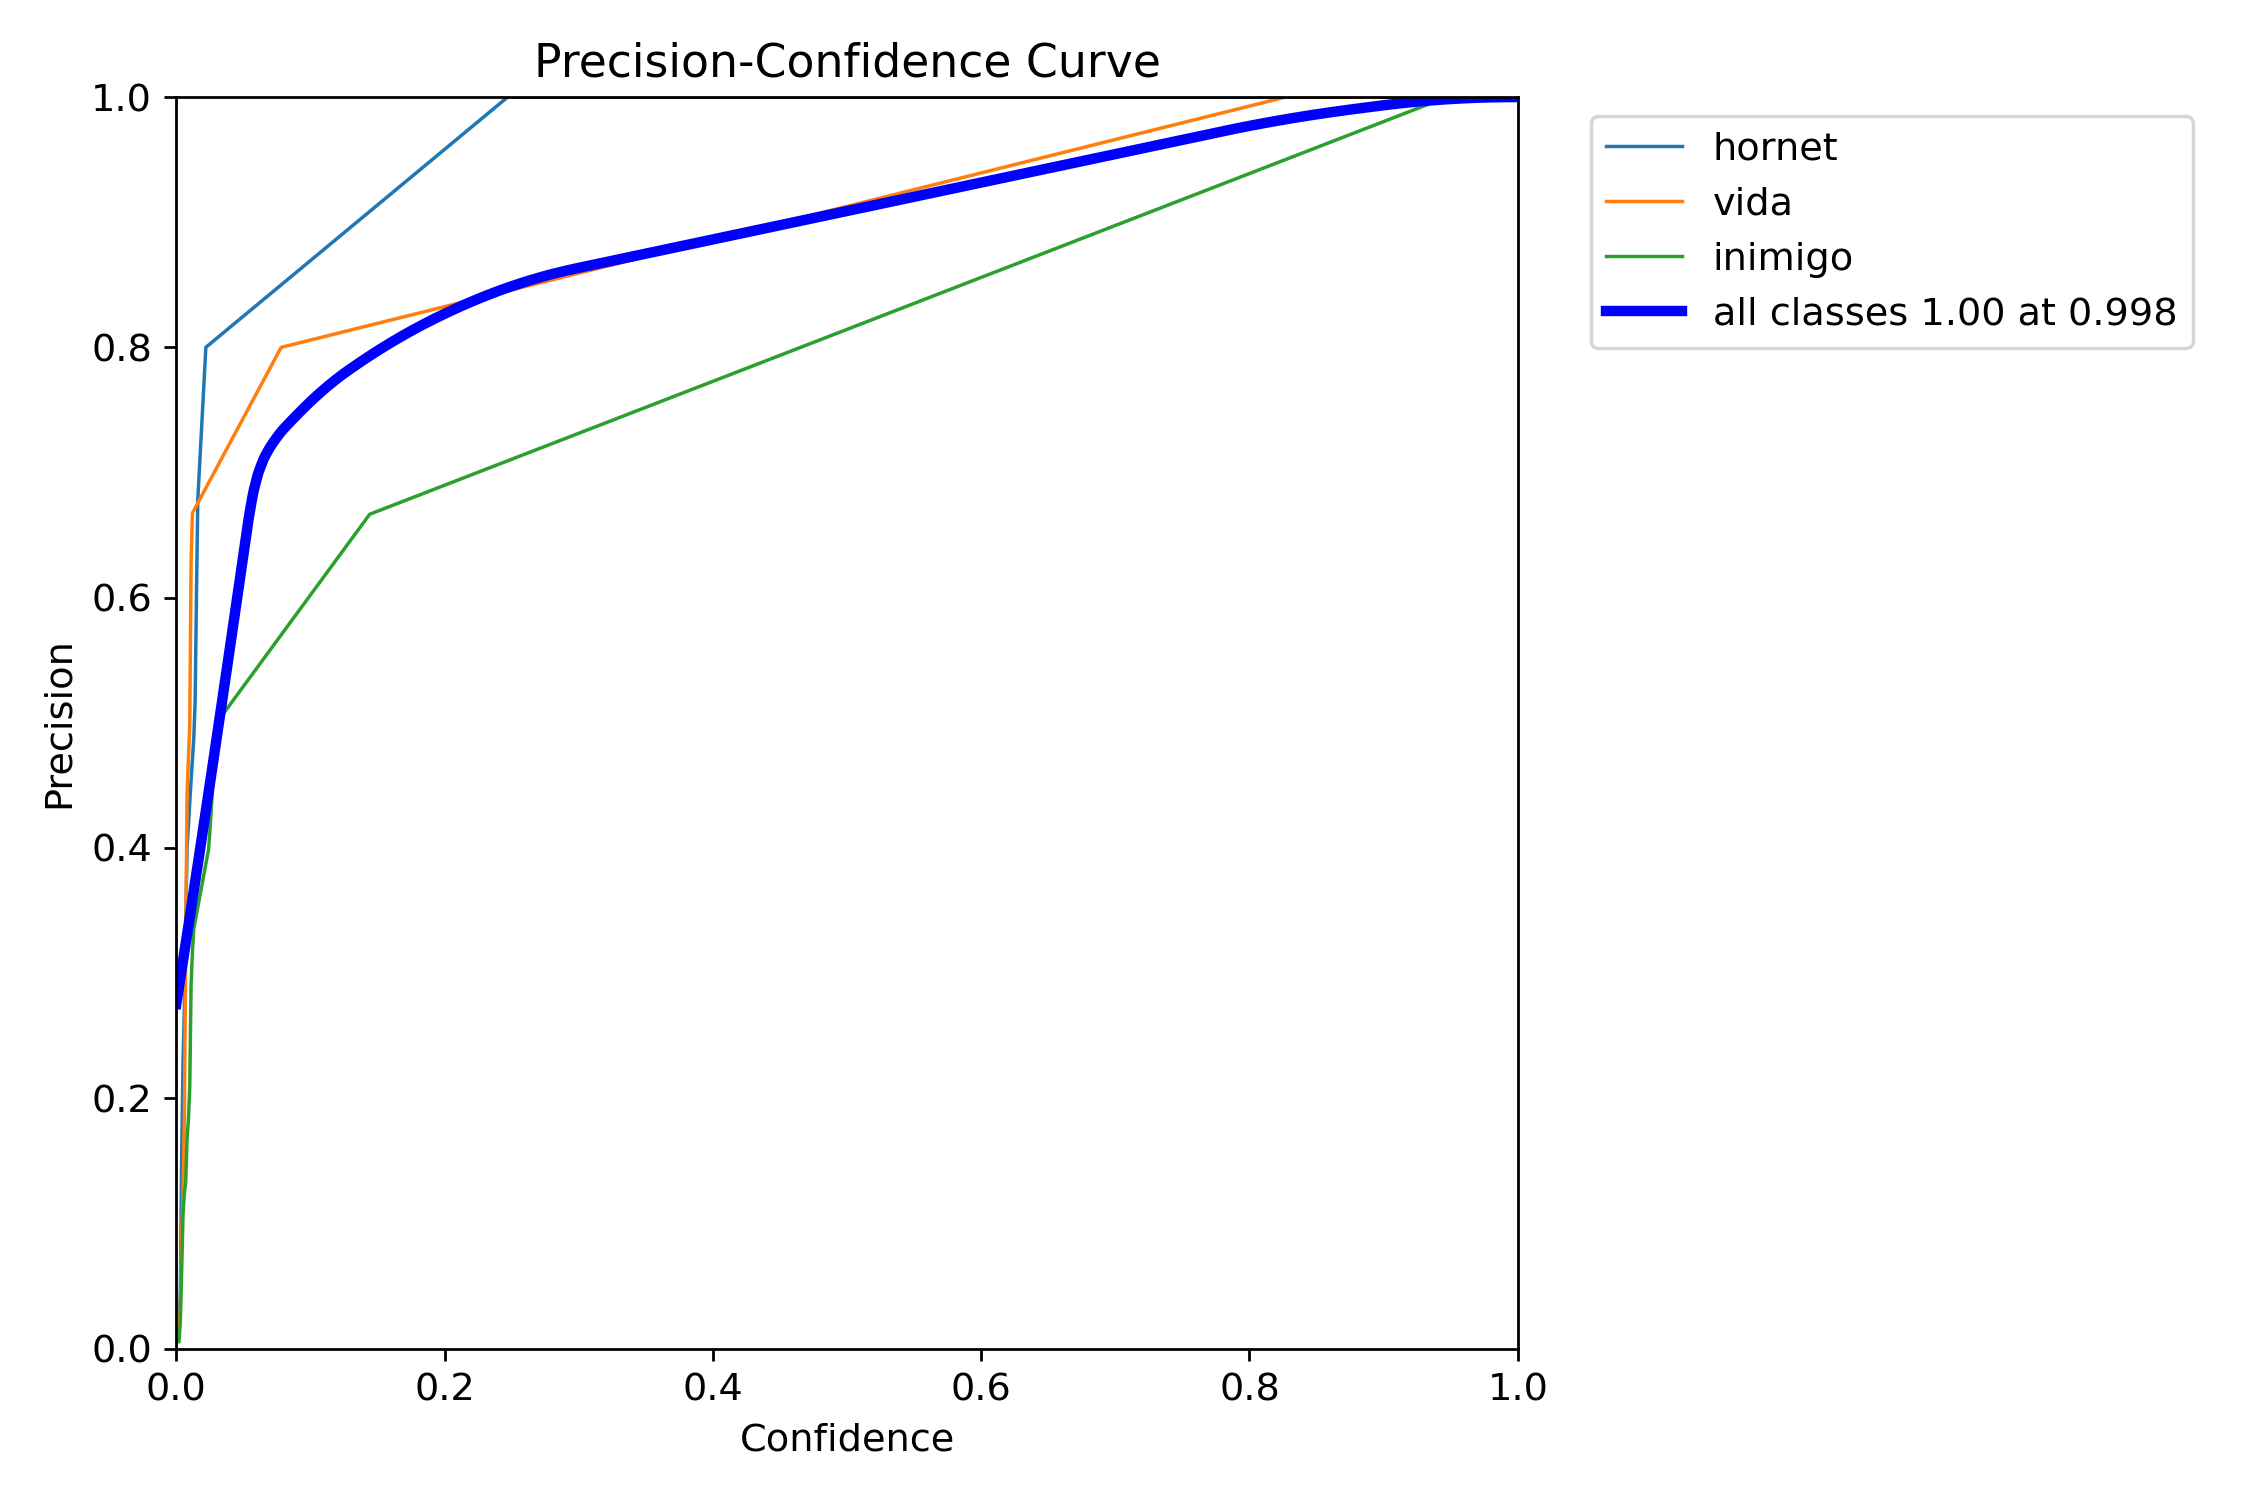 Precision-Confidence Curve
1.0
0.8
0.6
0.4
0.2
0.0
Precision
0.0 0.2 0.4 0.6 0.8 1.0
Confidence
hornet
vida
inimigo
all classes 1.00 at 0.998